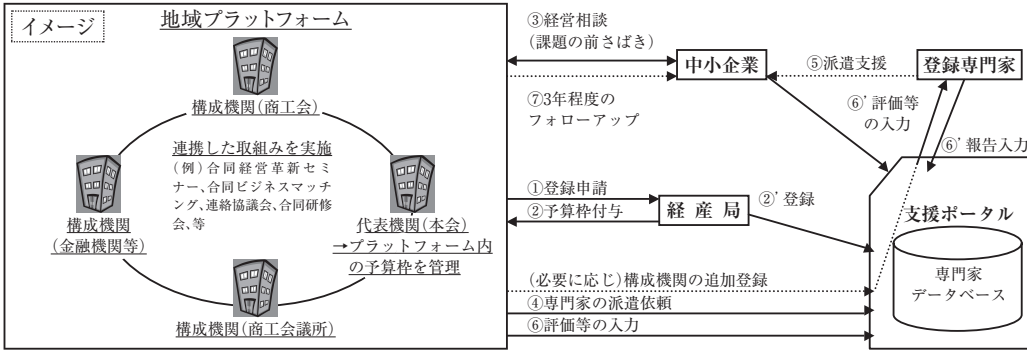 イメージ
地域プラットフォーム
構成機関(商工会)
連携した取組みを実施
(例)合同経営革新セミ
ナー、合同ビジネスマッチ
ング、連絡協議会、合同研修
会、等
構成機関
(金融機関等)
代表機関(本会)
→プラットフォーム内
の予算枠を管理
構成機関(商工会議所)
③経営相談
(課題の前さばき)
中小企業
⑤派遣支援
登録専門家
⑦3年程度の
フォローアップ
⑥’評価等
の入力
⑥’報告入力
①登録申請
②予算枠付与
経産局
②’登録
支援ポータル
専門家
データベース
(必要に応じ)構成機関の追加登録
④専門家の派遣依頼
⑥評価等の入力